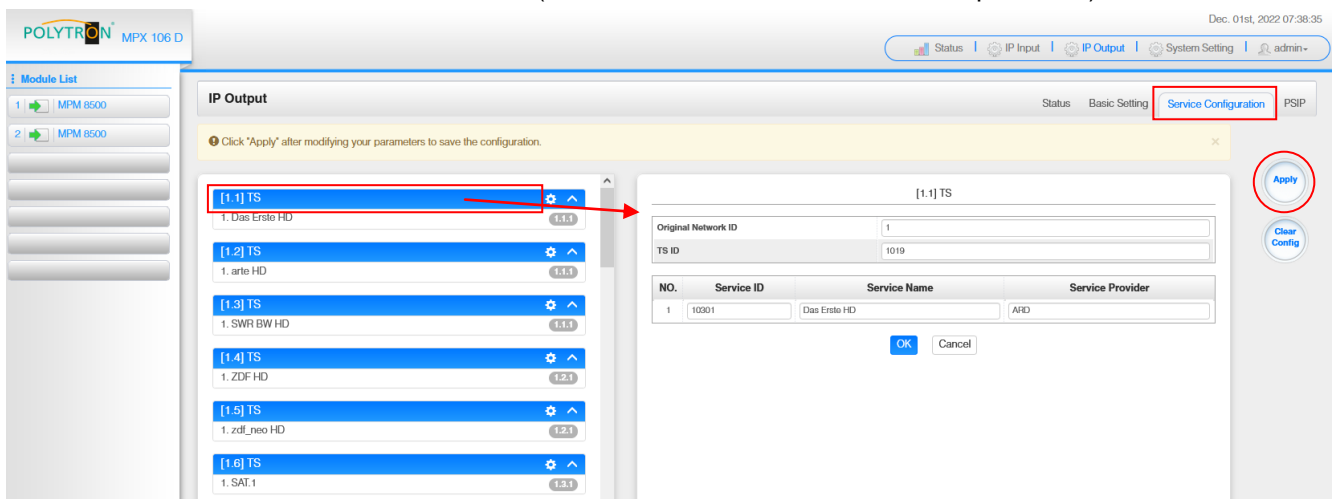 Dec. 01st, 2022 07:38:35
POLYTRON MPX 106 D
Status IP Input IP Output System Setting admin
Module List
1 MPM 8500
2 MPM 8500
IP Output
Status Basic Setting Service Configuration PSIP
Click "Apply" after modifying your parameters to save the configuration. ×
Apply
Clear Config
[1.1] TS
1. Das Erste HD 1.1.1
[1.2] TS
1. arte HD 1.1.1
[1.3] TS
1. SWR BW HD 1.1.1
[1.4] TS
1. ZDF HD 1.2.1
[1.5] TS
1. zdf_neo HD 1.2.1
[1.6] TS
1. SAT.1 1.3.1
[1.1] TS
Original Network ID 1
TS ID 1019
NO. Service ID Service Name Service Provider
1 10301 Das Erste HD ARD
OK Cancel